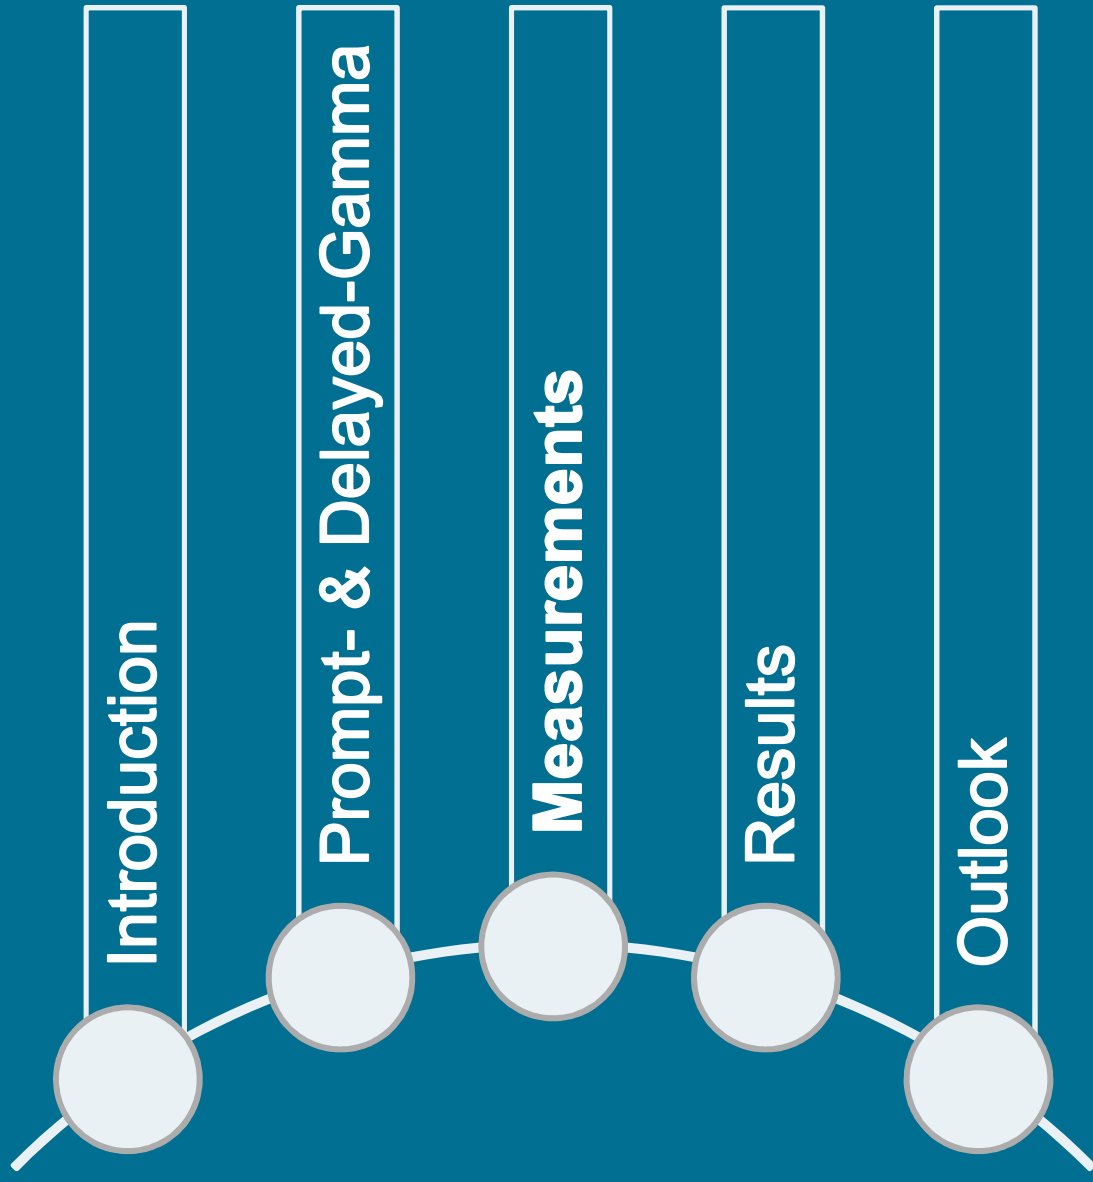 Introduction
Prompt- & Delayed-Gamma
Measurements
Results
Outlook